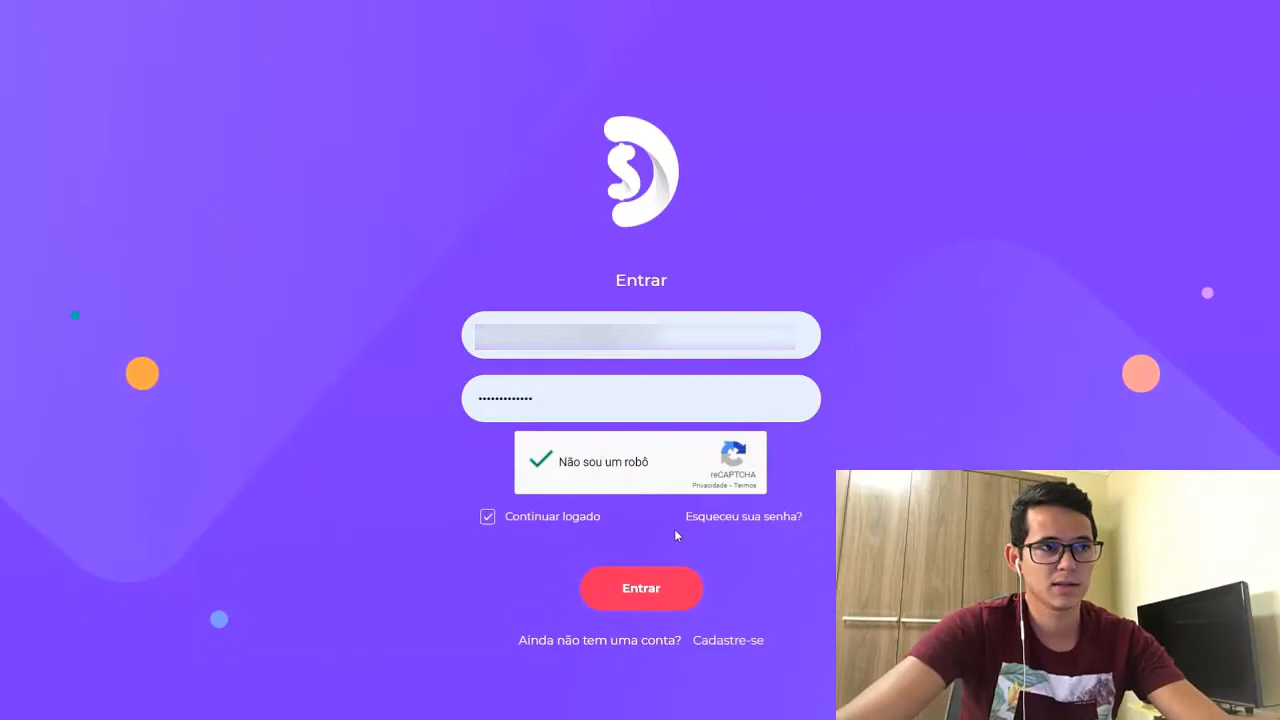 Entrar
•••••••••••••
Não sou um robô
reCAPTCHA
Privacidade - Termos
Continuar logado
Esqueceu sua senha?
Entrar
Ainda não tem uma conta? Cadastre-se